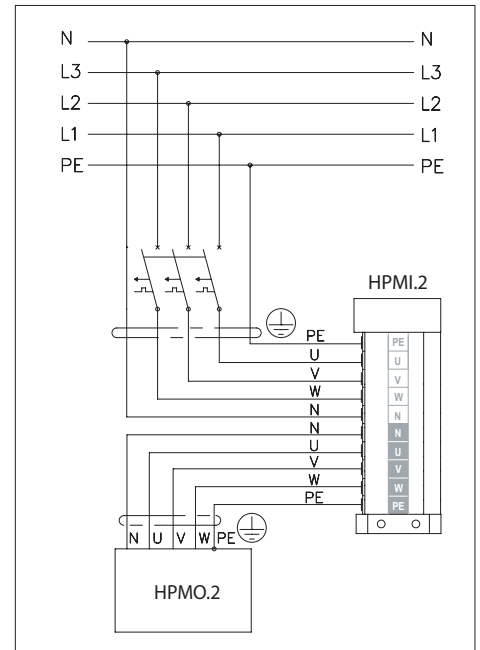 N N
L3 L3
L2 L2
L1 L1
PE PE
HPMI.2
PE PE
U U
V V
W W
N N
N N
U U
V V
W W
PE PE
N U V W PE
HPMO.2